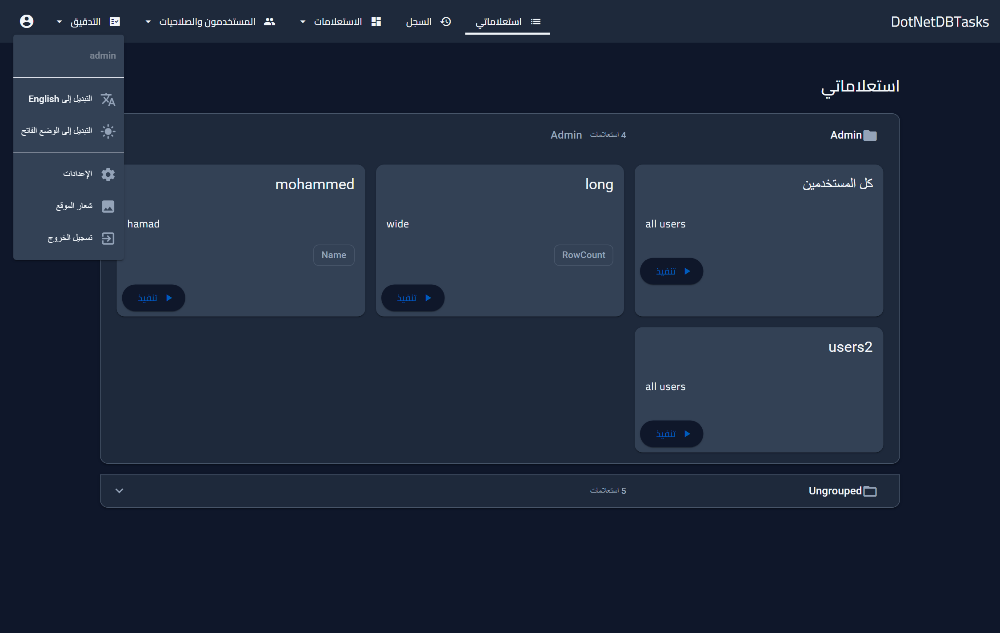 DotNetDBTasks
استعلاماتي
السجل
الاستعلامات
المستخدمون والصلاحيات
التدقيق
admin
التبديل إلى English
التبديل إلى الوضع الفاتح
الإعدادات
شعار الموقع
تسجيل الخروج
استعلاماتي
Admin
4 استعلامات
Admin
كل المستخدمين
all users
تنفيذ
long
wide
RowCount
تنفيذ
mohammed
hamad
Name
تنفيذ
users2
all users
تنفيذ
Ungrouped
5 استعلامات